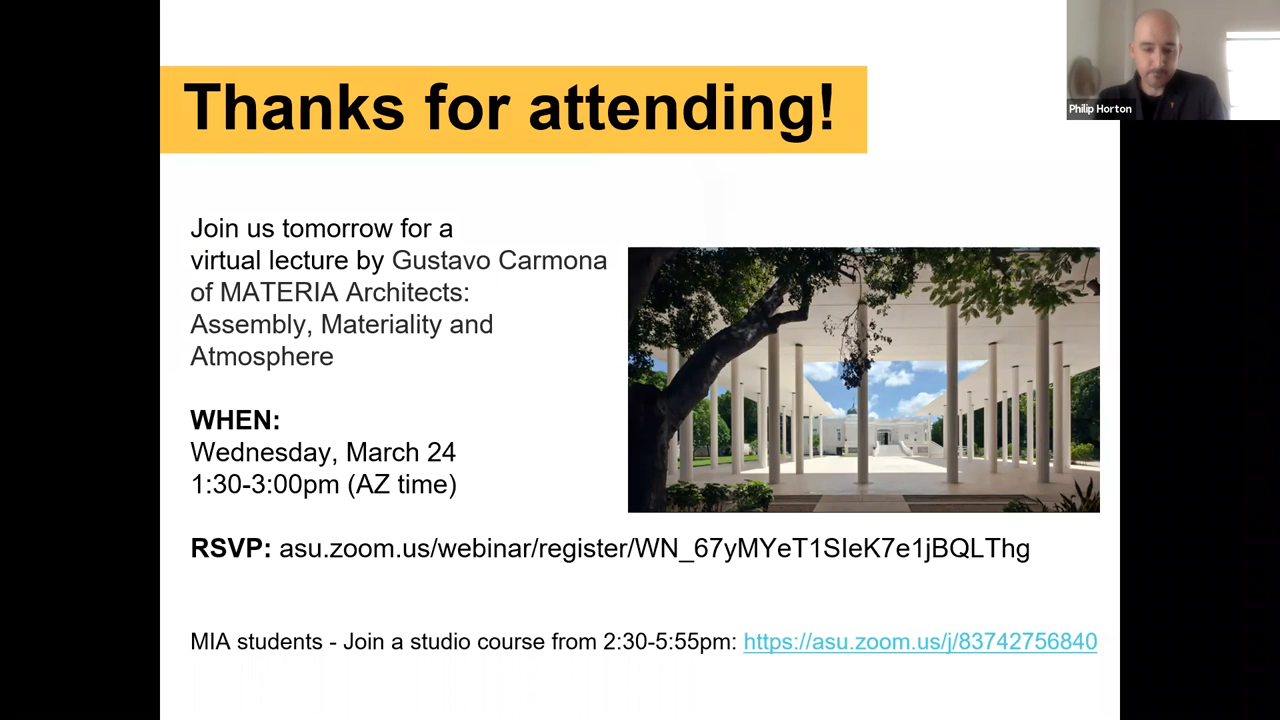 Thanks for attending!
Philip Horton
Join us tomorrow for a
virtual lecture by Gustavo Carmona
of MATERIA Architects:
Assembly, Materiality and
Atmosphere
WHEN:
Wednesday, March 24
1:30-3:00pm (AZ time)
RSVP: asu.zoom.us/webinar/register/WN_67yMYeT1SIeK7e1jBQLThg
MIA students - Join a studio course from 2:30-5:55pm: https://asu.zoom.us/j/83742756840